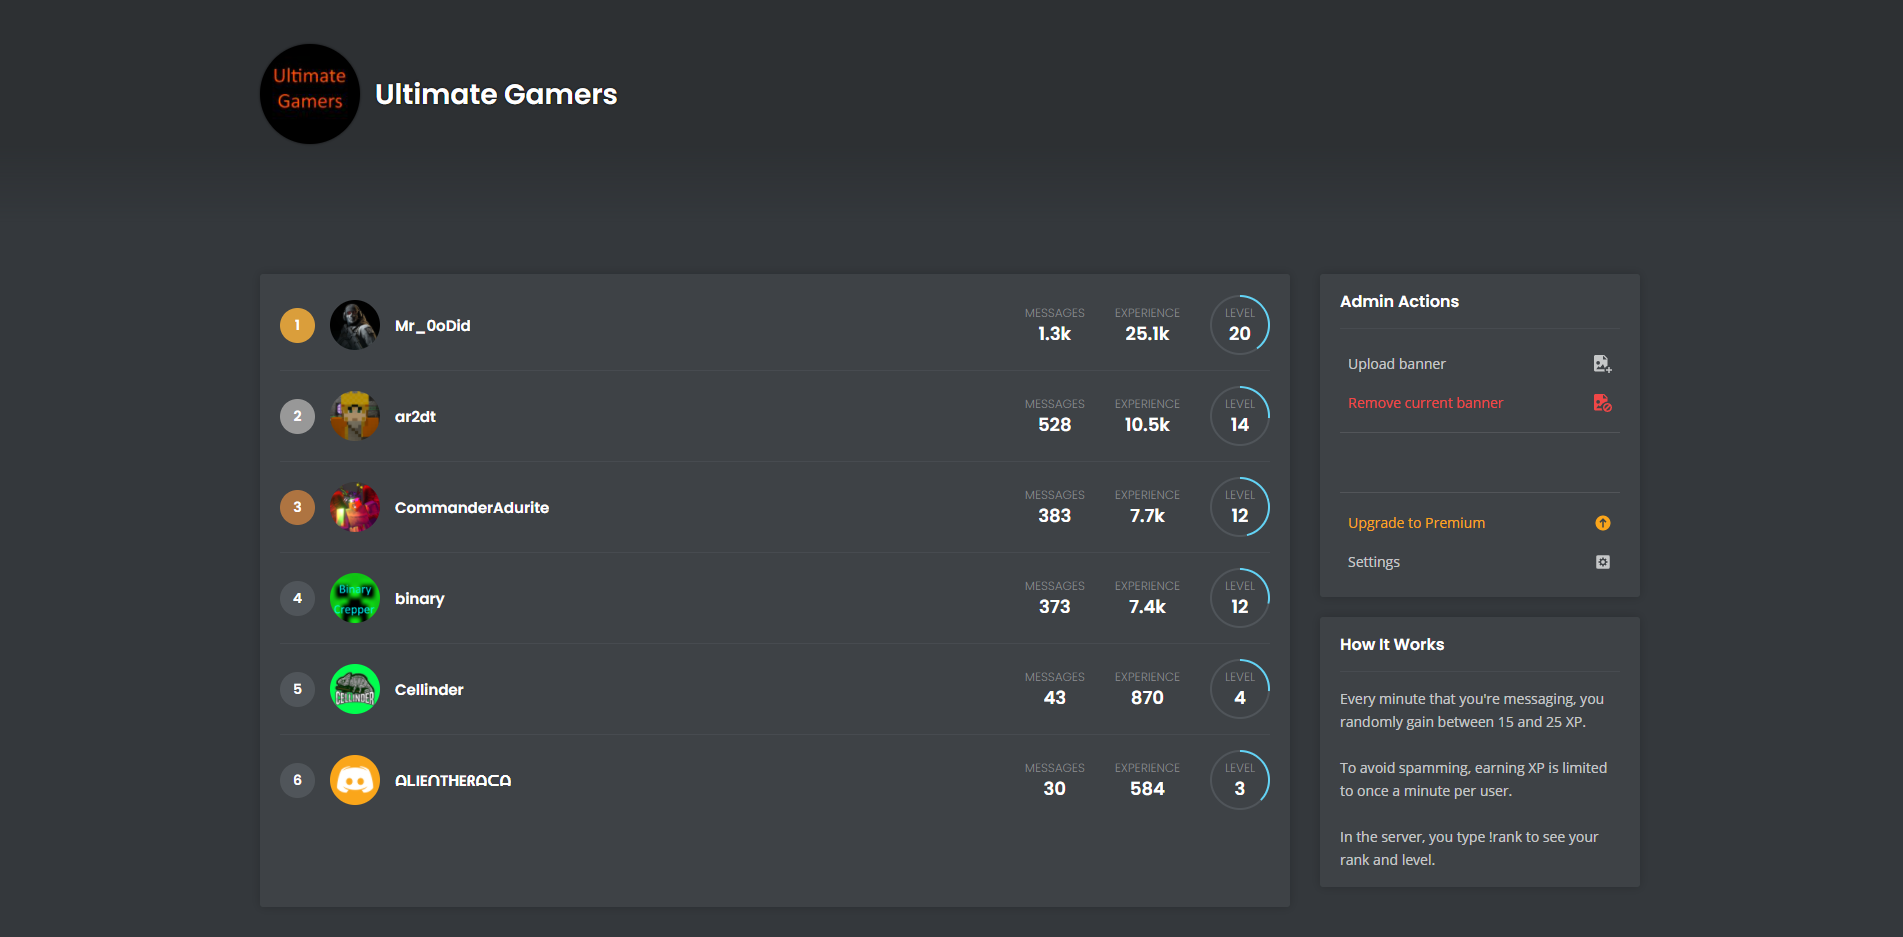 Ultimate
Gamers
Ultimate Gamers
1
Mr_0oDid
MESSAGES
1.3k
EXPERIENCE
25.1k
LEVEL
20
2
ar2dt
MESSAGES
528
EXPERIENCE
10.5k
LEVEL
14
3
CommanderAdurite
MESSAGES
383
EXPERIENCE
7.7k
LEVEL
12
4
Binary
Crepper
binary
MESSAGES
373
EXPERIENCE
7.4k
LEVEL
12
5
CELLINDER
Cellinder
MESSAGES
43
EXPERIENCE
870
LEVEL
4
6
ALIENTHERACA
MESSAGES
30
EXPERIENCE
584
LEVEL
3
Admin Actions
Upload banner
Remove current banner
Upgrade to Premium
Settings
How It Works
Every minute that you're messaging, you
randomly gain between 15 and 25 XP.
To avoid spamming, earning XP is limited
to once a minute per user.
In the server, you type !rank to see your
rank and level.